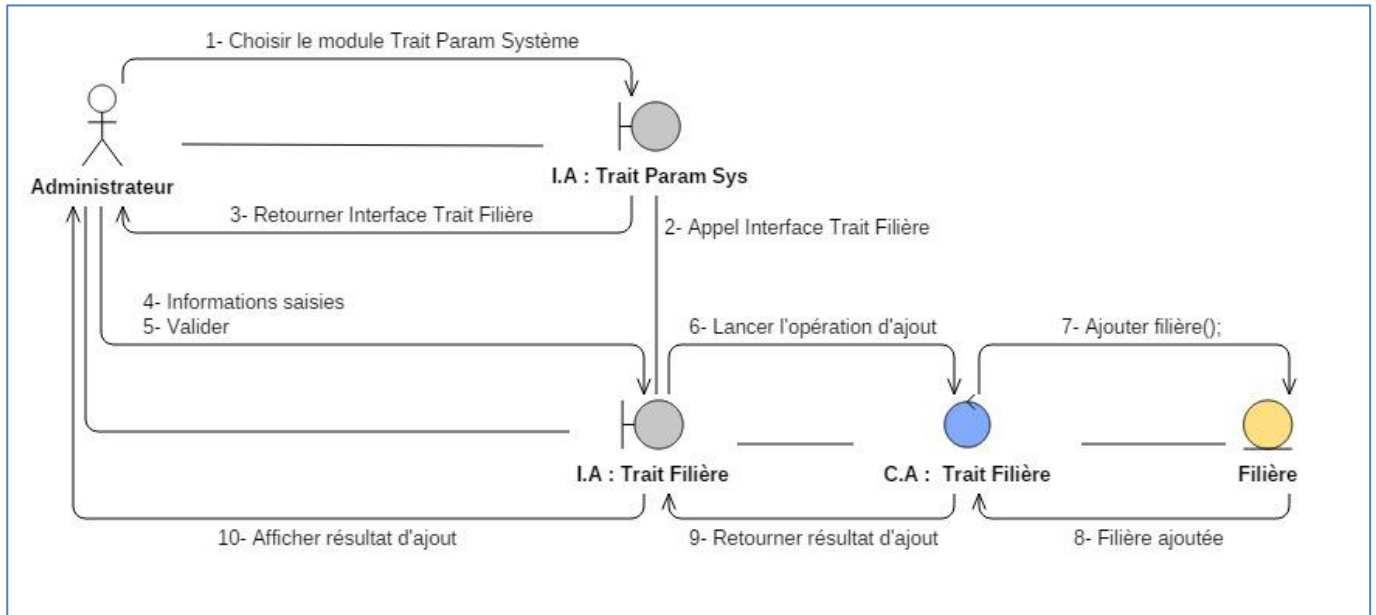 1- Choisir le module Trait Param Système
I.A : Trait Param Sys
Administrateur
3- Retourner Interface Trait Filière
2- Appel Interface Trait Filière
4- Informations saisies
5- Valider
6- Lancer l'opération d'ajout
7- Ajouter filière();
I.A : Trait Filière
C.A :  Trait Filière
Filière
10- Afficher résultat d'ajout
9- Retourner résultat d'ajout
8- Filière ajoutée